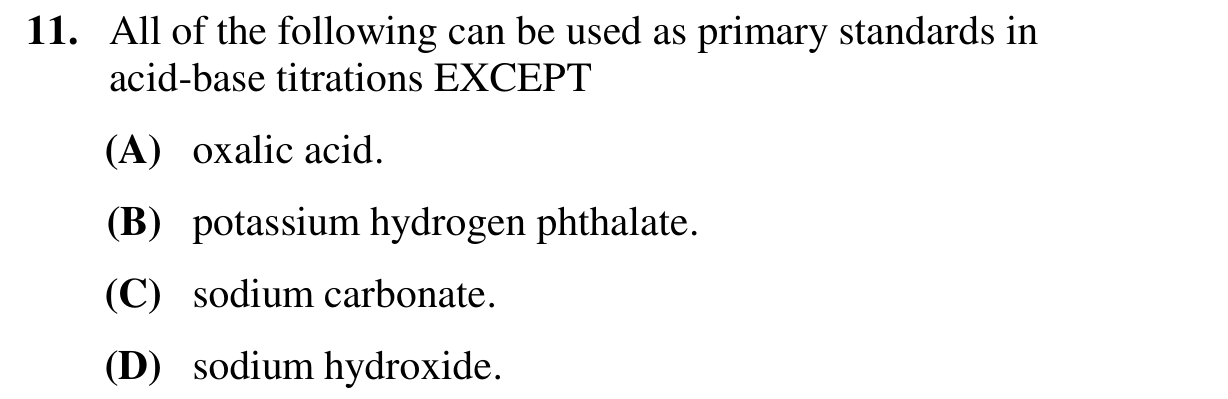 11. All of the following can be used as primary standards in
acid-base titrations EXCEPT
(A) oxalic acid.
(B) potassium hydrogen phthalate.
(C) sodium carbonate.
(D) sodium hydroxide.